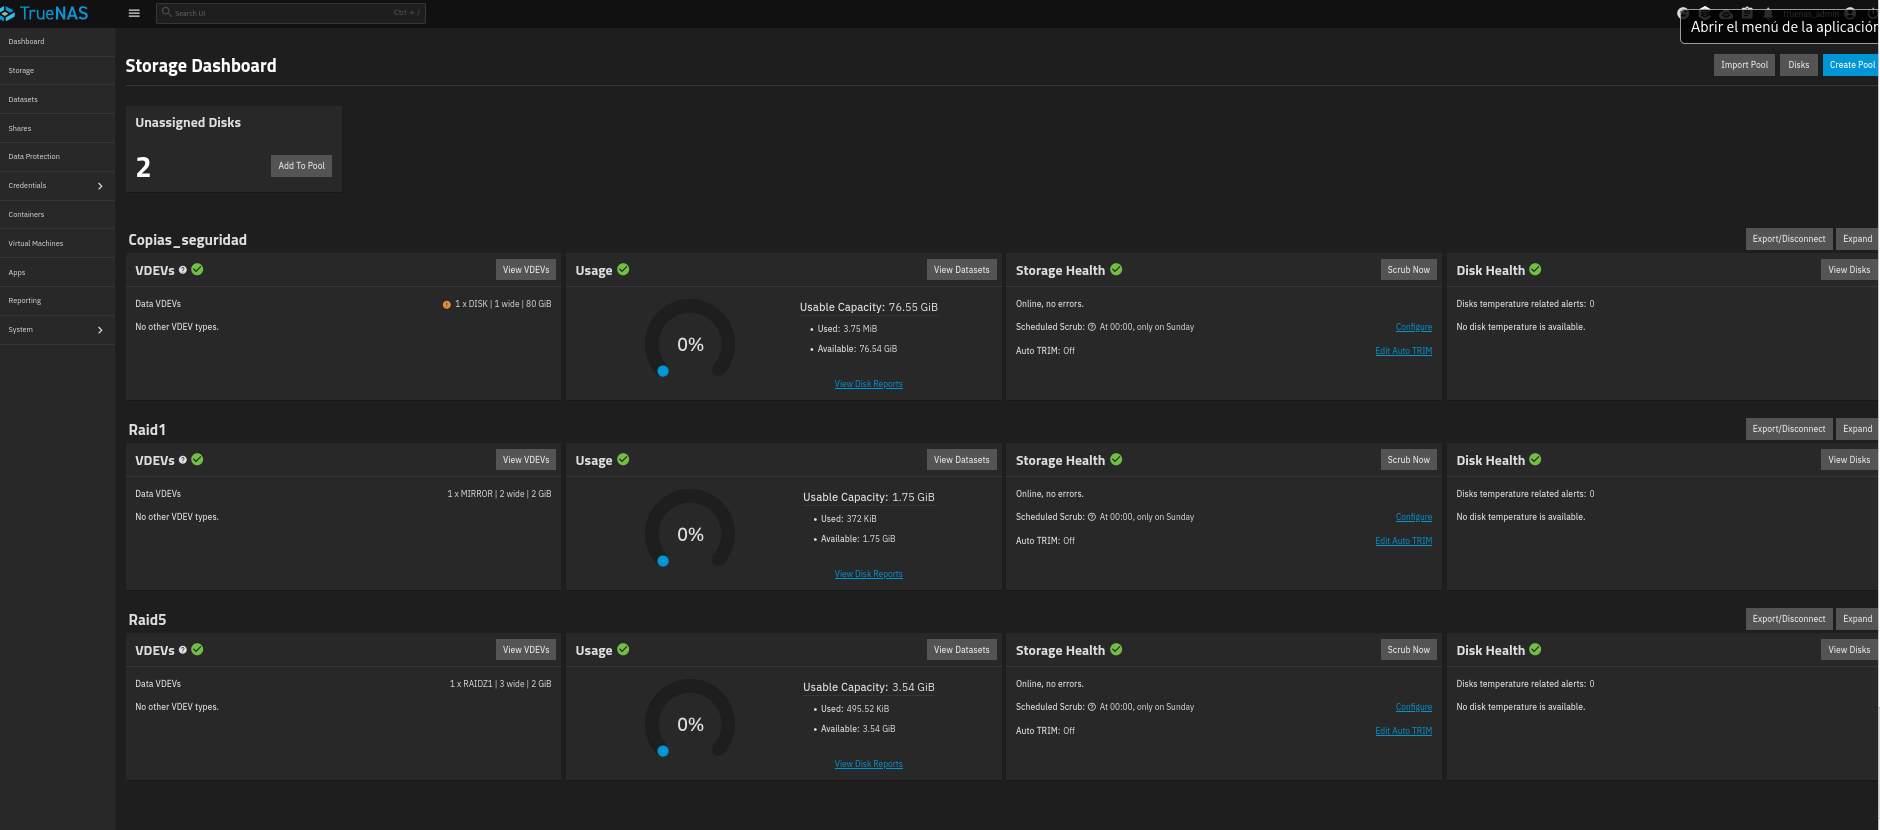 TrueNAS
Search UI
Ctrl + /
truenas_admin
Abrir el menú de la aplicación
Dashboard
Storage
Datasets
Shares
Data Protection
Credentials
Containers
Virtual Machines
Apps
Reporting
System
Storage Dashboard
Import Pool
Disks
Create Pool
Unassigned Disks
2
Add To Pool
Copias_seguridad
Export/Disconnect
Expand
VDEVs
View VDEVs
Data VDEVs
1 x DISK | 1 wide | 80 GiB
No other VDEV types.
Usage
View Datasets
0%
Usable Capacity: 76.55 GiB
• Used: 3.75 MiB
• Available: 76.54 GiB
View Disk Reports
Storage Health
Scrub Now
Online, no errors.
Scheduled Scrub: At 00:00, only on Sunday
Configure
Auto TRIM: Off
Edit Auto TRIM
Disk Health
View Disks
Disks temperature related alerts: 0
No disk temperature is available.
Raid1
Export/Disconnect
Expand
VDEVs
View VDEVs
Data VDEVs
1 x MIRROR | 2 wide | 2 GiB
No other VDEV types.
Usage
View Datasets
0%
Usable Capacity: 1.75 GiB
• Used: 372 KiB
• Available: 1.75 GiB
View Disk Reports
Storage Health
Scrub Now
Online, no errors.
Scheduled Scrub: At 00:00, only on Sunday
Configure
Auto TRIM: Off
Edit Auto TRIM
Disk Health
View Disks
Disks temperature related alerts: 0
No disk temperature is available.
Raid5
Export/Disconnect
Expand
VDEVs
View VDEVs
Data VDEVs
1 x RAIDZ1 | 3 wide | 2 GiB
No other VDEV types.
Usage
View Datasets
0%
Usable Capacity: 3.54 GiB
• Used: 495.52 KiB
• Available: 3.54 GiB
View Disk Reports
Storage Health
Scrub Now
Online, no errors.
Scheduled Scrub: At 00:00, only on Sunday
Configure
Auto TRIM: Off
Edit Auto TRIM
Disk Health
View Disks
Disks temperature related alerts: 0
No disk temperature is available.